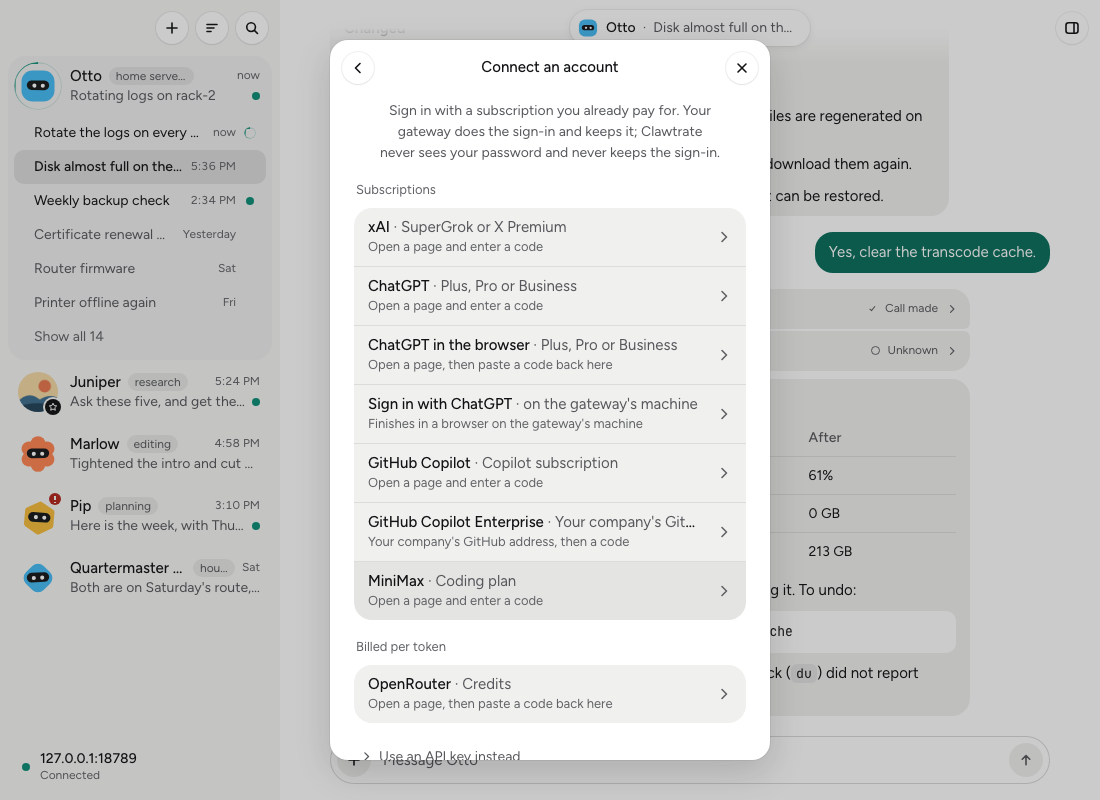 Otto home serve... now
Rotating logs on rack-2
Rotate the logs on every ... now
Disk almost full on the... 5:36 PM
Weekly backup check 2:34 PM
Certificate renewal ... Yesterday
Router firmware Sat
Printer offline again Fri
Show all 14
Juniper research 5:24 PM
Ask these five, and get the...
Marlow editing 4:58 PM
Tightened the intro and cut ...
Pip planning 3:10 PM
Here is the week, with Thu...
Quartermaster ... hou... Sat
Both are on Saturday's route,...
127.0.0.1:18789
Connected
Changed
Otto · Disk almost full on th...
iles are regenerated on
download them again.
t can be restored.
Yes, clear the transcode cache.
Call made
Unknown
After
61%
0 GB
213 GB
g it. To undo:
che
ck ( du ) did not report
Message Otto
Connect an account
Sign in with a subscription you already pay for. Your
gateway does the sign-in and keeps it; Clawtrate
never sees your password and never keeps the sign-in.
Subscriptions
xAI · SuperGrok or X Premium
Open a page and enter a code
ChatGPT · Plus, Pro or Business
Open a page and enter a code
ChatGPT in the browser · Plus, Pro or Business
Open a page, then paste a code back here
Sign in with ChatGPT · on the gateway's machine
Finishes in a browser on the gateway's machine
GitHub Copilot · Copilot subscription
Open a page and enter a code
GitHub Copilot Enterprise · Your company's Git...
Your company's GitHub address, then a code
MiniMax · Coding plan
Open a page and enter a code
Billed per token
OpenRouter · Credits
Open a page, then paste a code back here
Use an API key instead